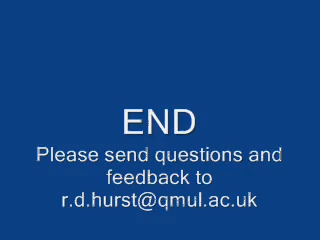 END
Please send questions and
feedback to
r.d.hurst@qmul.ac.uk